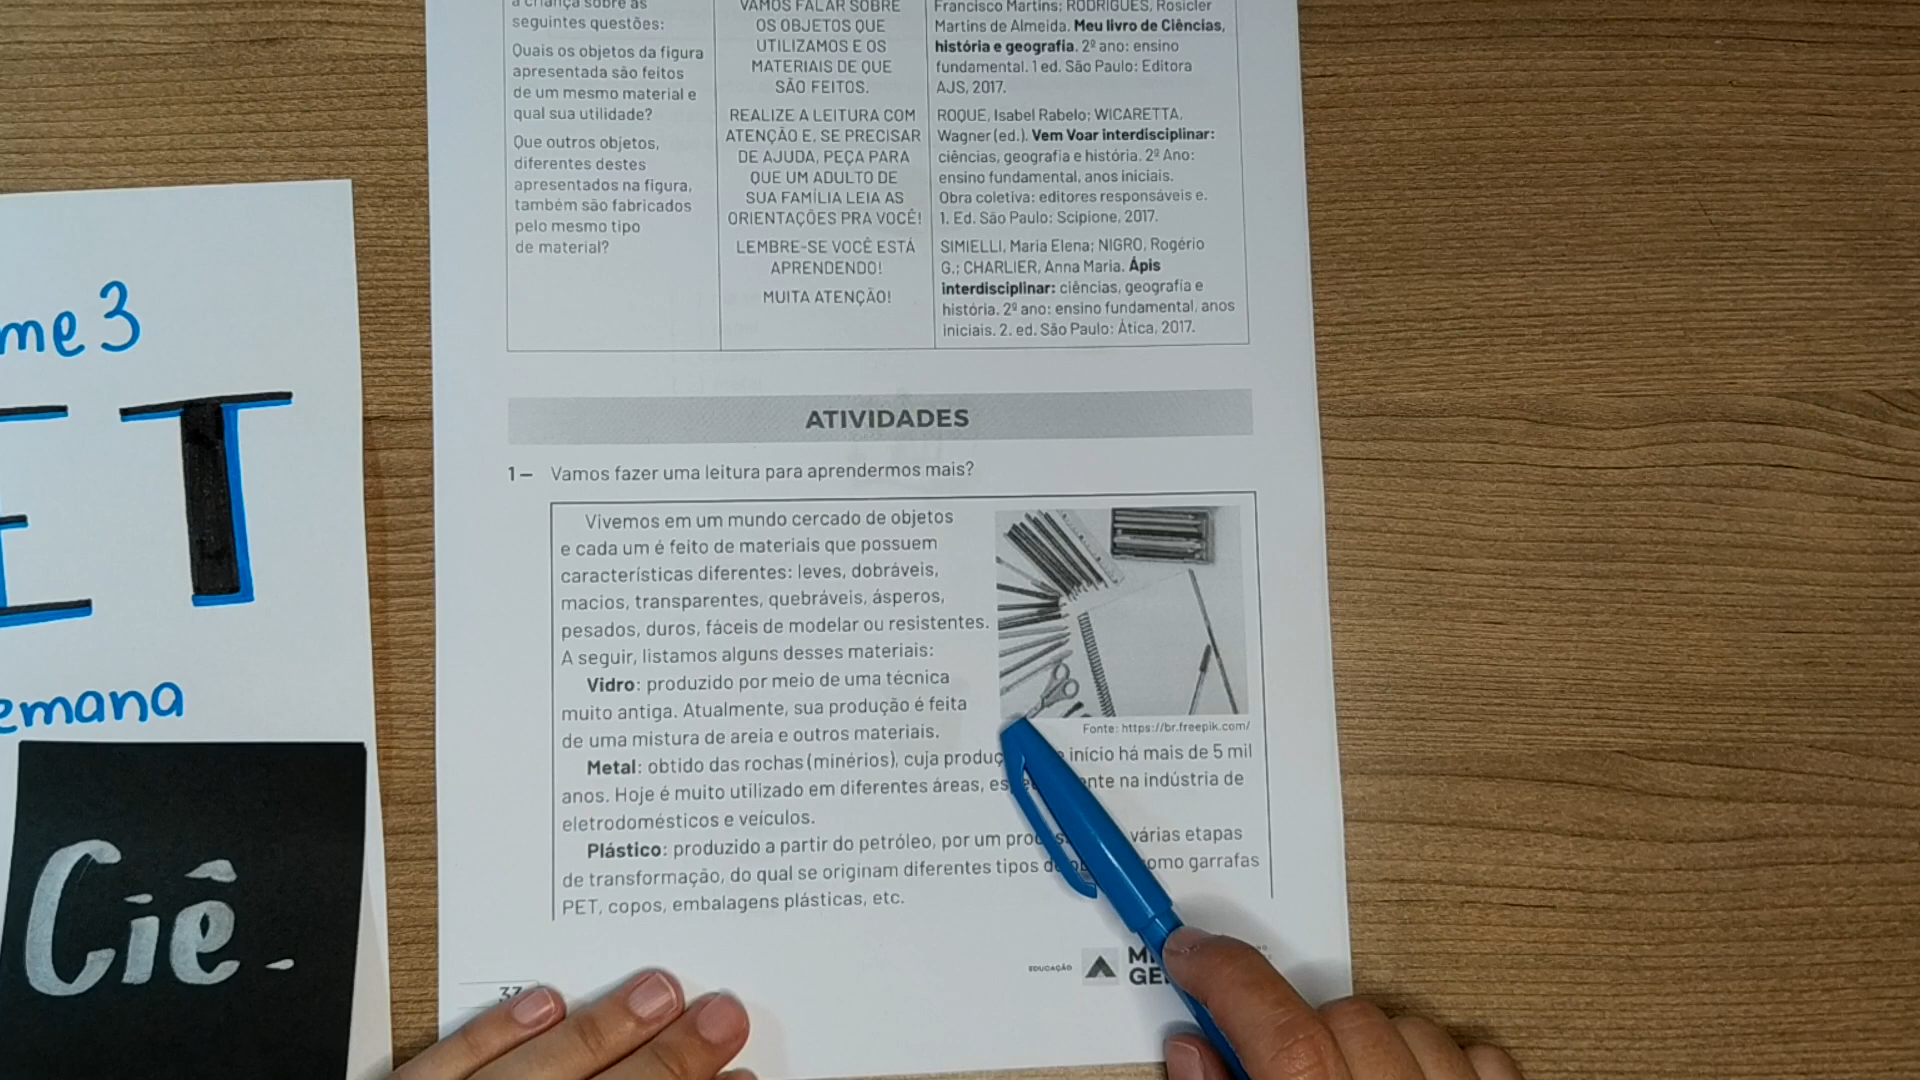 a criança sobre as
seguintes questões:
Quais os objetos da figura
apresentada são feitos
de um mesmo material e
qual sua utilidade?
Que outros objetos,
diferentes destes
apresentados na figura,
também são fabricados
pelo mesmo tipo
de material?
VAMOS FALAR SOBRE
OS OBJETOS QUE
UTILIZAMOS E OS
MATERIAIS DE QUE
SÃO FEITOS.
REALIZE A LEITURA COM
ATENÇÃO E, SE PRECISAR
DE AJUDA, PEÇA PARA
QUE UM ADULTO DE
SUA FAMÍLIA LEIA AS
ORIENTAÇÕES PRA VOCÊ!
LEMBRE-SE VOCÊ ESTÁ
APRENDENDO!
MUITA ATENÇÃO!
Francisco Martins; RODRIGUES, Rosicler
Martins de Almeida. Meu livro de Ciências,
história e geografia. 2º ano: ensino
fundamental. 1 ed. São Paulo: Editora
AJS, 2017.
ROQUE, Isabel Rabelo; WICARETTA,
Wagner (ed.). Vem Voar interdisciplinar:
ciências, geografia e história. 2º Ano:
ensino fundamental, anos iniciais.
Obra coletiva: editores responsáveis e.
1. Ed. São Paulo: Scipione, 2017.
SIMIELLI, Maria Elena; NIGRO, Rogério
G.; CHARLIER, Anna Maria. Ápis
interdisciplinar: ciências, geografia e
história. 2º ano: ensino fundamental, anos
iniciais. 2. ed. São Paulo: Ática, 2017.
me 3
ET
emana
Ciê.
ATIVIDADES
1 – Vamos fazer uma leitura para aprendermos mais?
Vivemos em um mundo cercado de objetos
e cada um é feito de materiais que possuem
características diferentes: leves, dobráveis,
macios, transparentes, quebráveis, ásperos,
pesados, duros, fáceis de modelar ou resistentes.
A seguir, listamos alguns desses materiais:
Vidro: produzido por meio de uma técnica
muito antiga. Atualmente, sua produção é feita
de uma mistura de areia e outros materiais.
Fonte: https://br.freepik.com/
Metal: obtido das rochas (minérios), cuja início há mais de 5 mil
anos. Hoje é muito utilizado em diferentes áreas, na indústria de
eletrodomésticos e veículos.
Plástico: produzido a partir do petróleo, por um várias etapas
de transformação, do qual se originam diferentes tipos como garrafas
PET, copos, embalagens plásticas, etc.
EDUCAÇÃO
37